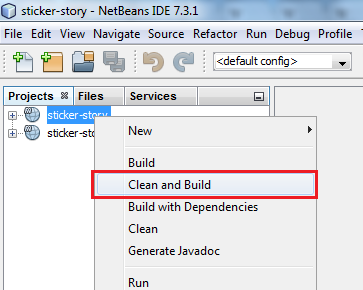 sticker-story - NetBeans IDE 7.3.1
File Edit View Navigate Source Refactor Run Debug Profile
<default config>
Projects Files Services
sticker-story
sticker-sto
New
Build
Clean and Build
Build with Dependencies
Clean
Generate Javadoc
Run